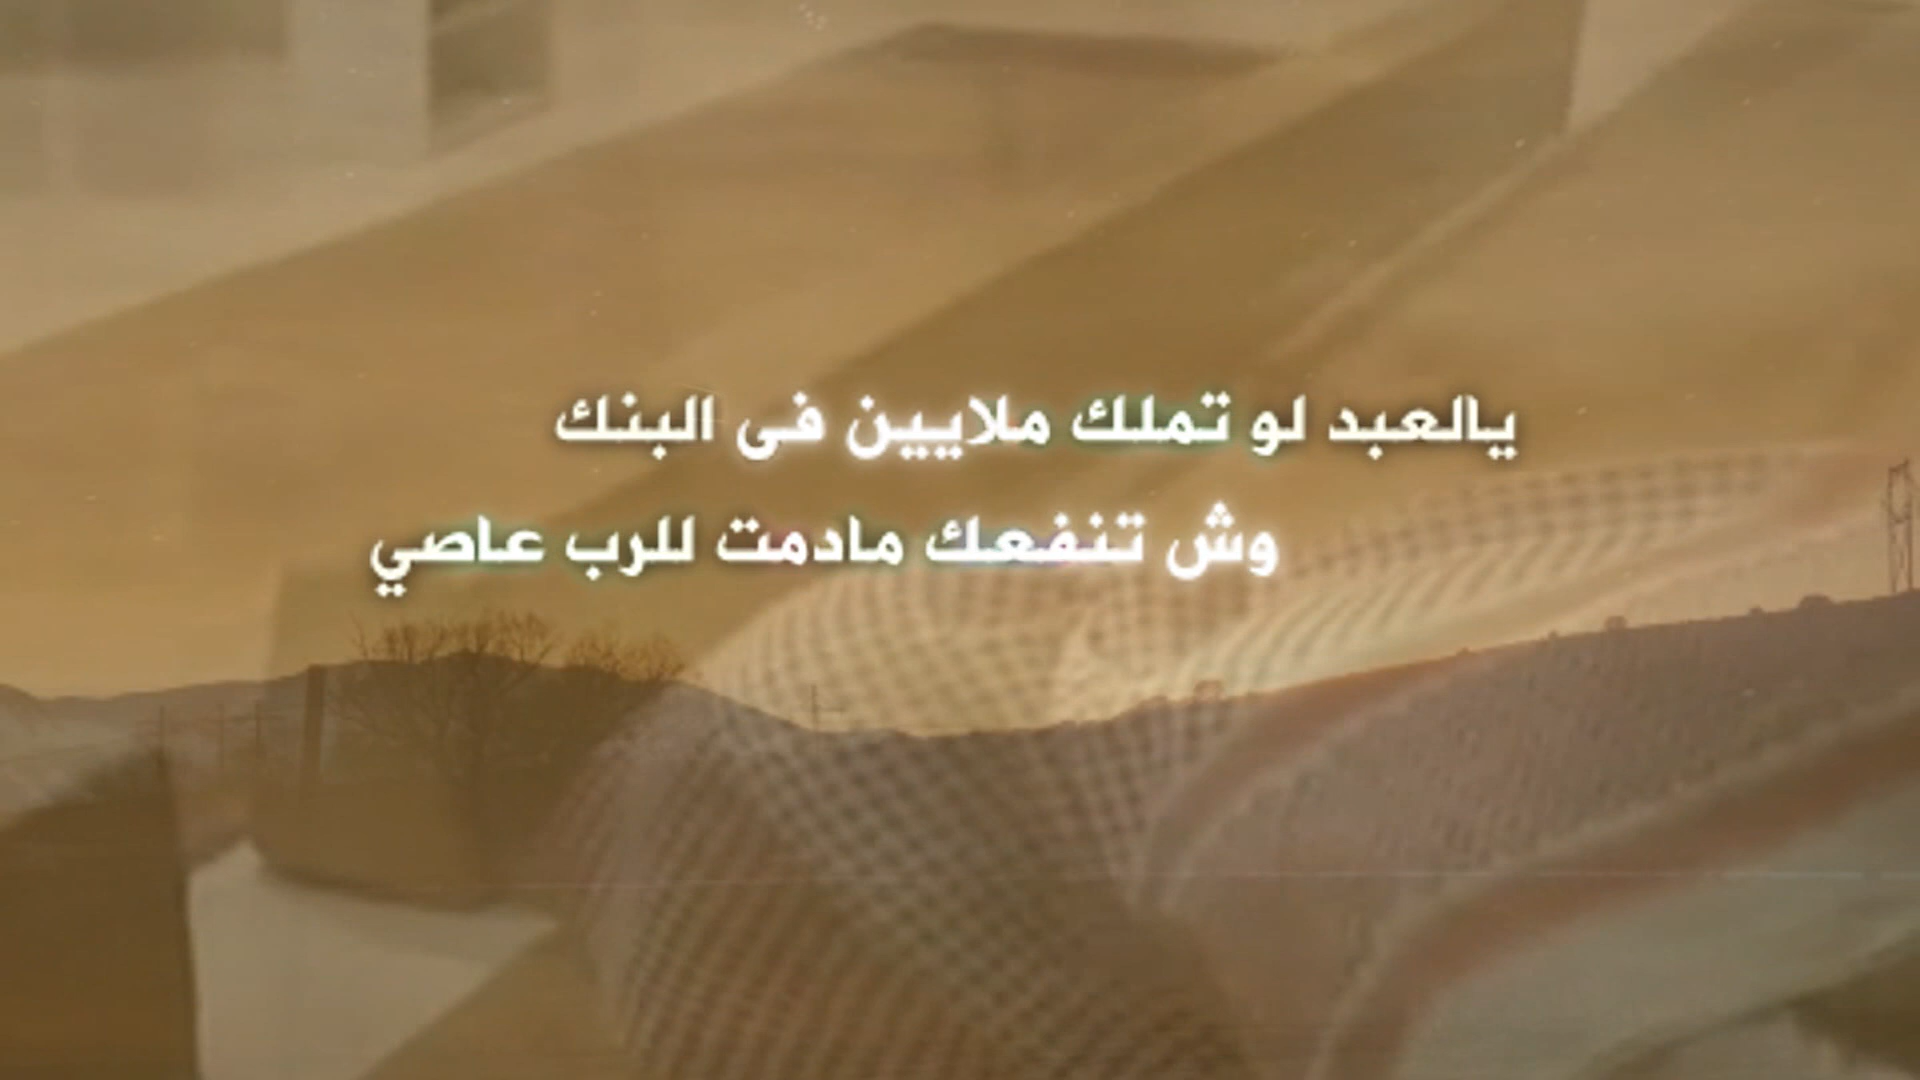 يالعبد لو تملك ملايين فى البنك
وش تنفعك مادمت للرب عاصي